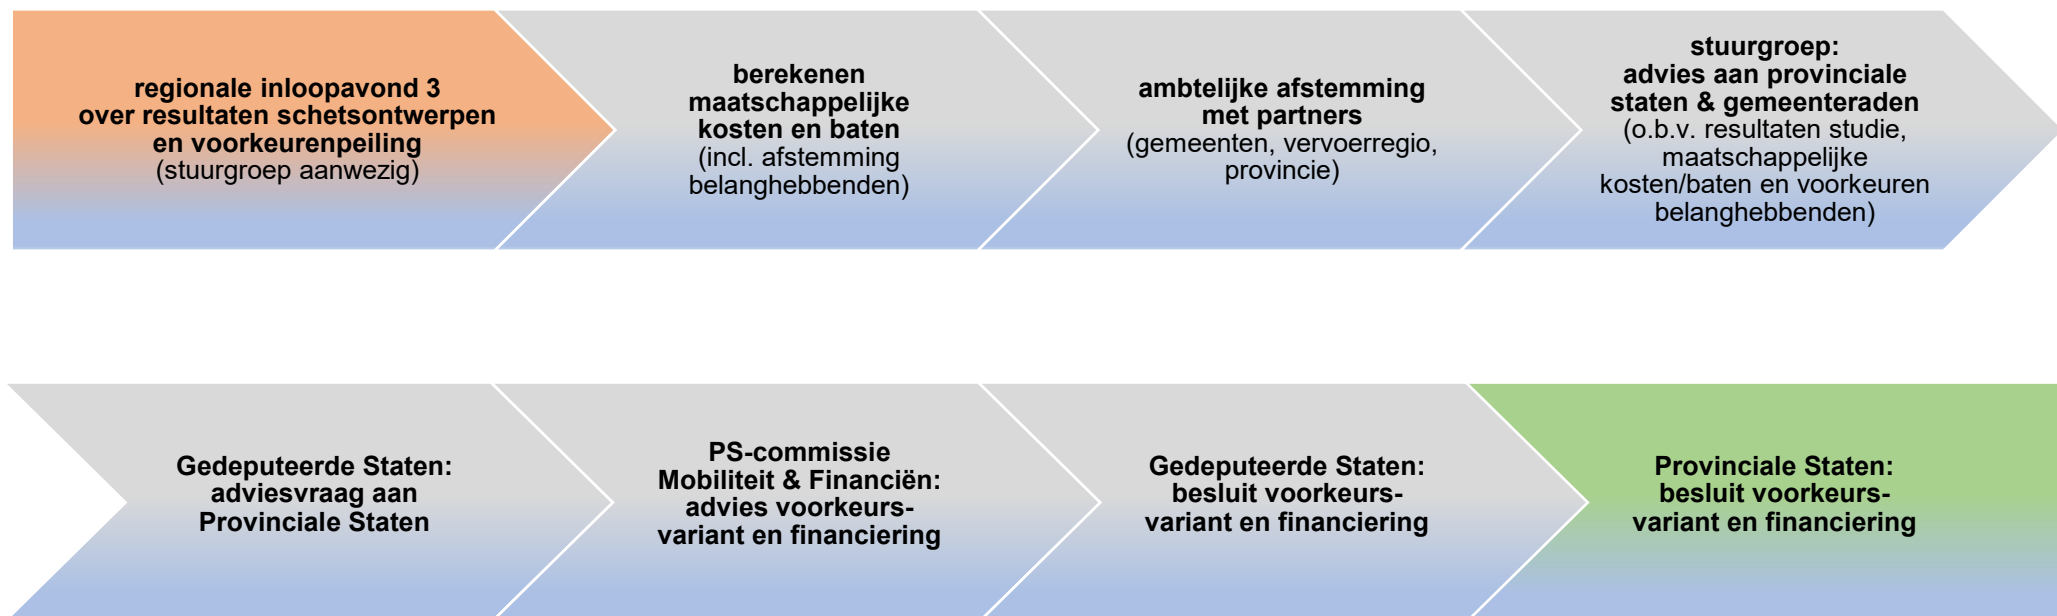 regionale inloopavond 3
over resultaten schetsontwerpen
en voorkeurenpeiling
(stuurgroep aanwezig)
berekenen
maatschappelijke
kosten en baten
(incl. afstemming
belanghebbenden)
ambtelijke afstemming
met partners
(gemeenten, vervoerregio,
provincie)
stuurgroep:
advies aan provinciale
staten & gemeenteraden
(o.b.v. resultaten studie,
maatschappelijke
kosten/baten en voorkeuren
belanghebbenden)
Gedeputeerde Staten:
adviesvraag aan
Provinciale Staten
PS-commissie
Mobiliteit & Financiën:
advies voorkeurs-
variant en financiering
Gedeputeerde Staten:
besluit voorkeurs-
variant en financiering
Provinciale Staten:
besluit voorkeurs-
variant en financiering